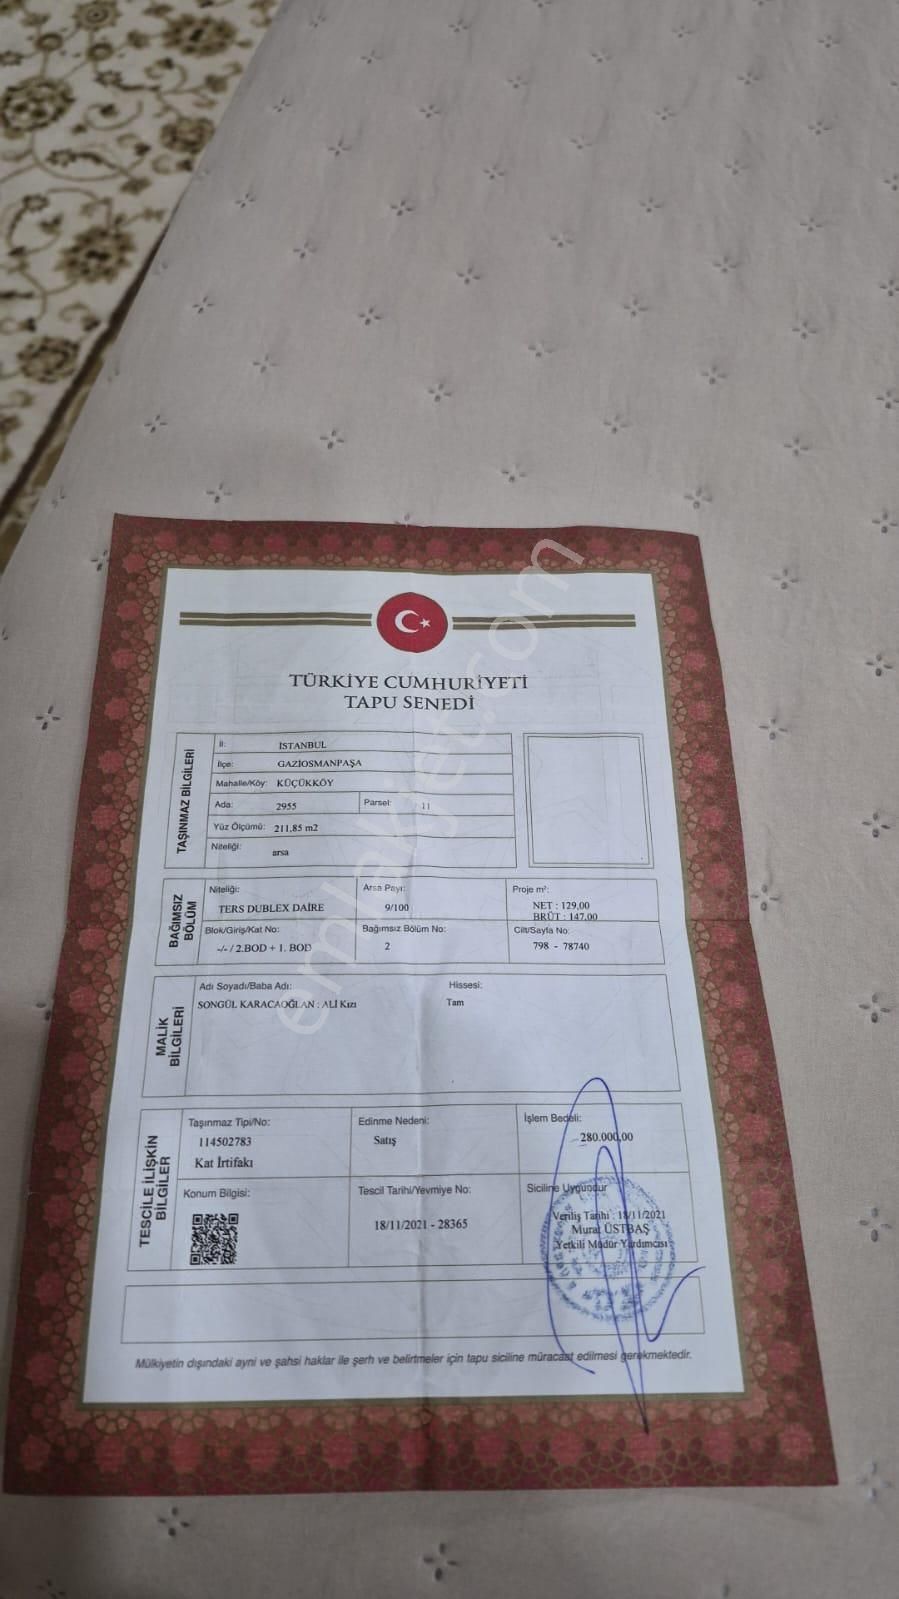 TÜRKİYE CUMHURİYETİ
TAPU SENEDİ
TAŞINMAZ BİLGİLERİ
İl: İSTANBUL
İlçe: GAZİOSMANPAŞA
Mahalle/Köy: KÜÇÜKKÖY
Ada: 2955 Parsel: 11
Yüz Ölçümü: 211,85 m2
Niteliği: arsa
BAĞIMSIZ BÖLÜM
Niteliği: Arsa Payı: Proje m²:
TERS DUBLEX DAİRE 9/100 NET : 129,00
BRÜT : 147,00
Blok/Giriş/Kat No: Bağımsız Bölüm No: Cilt/Sayfa No:
-/- / 2.BOD + 1. BOD 2 798 - 78740
MALİK BİLGİLERİ
Adı Soyadı/Baba Adı: Hissesi:
SONGÜL KARACAOĞLAN : ALİ Kızı Tam
TESCİLE İLİŞKİN BİLGİLER
Taşınmaz Tipi/No: Edinme Nedeni: İşlem Bedeli:
114502783 Satış 280.000,00
Kat İrtifakı
Konum Bilgisi: Tescil Tarihi/Yevmiye No: Siciline Uygundur
18/11/2021 - 28365 Veriliş Tarihi : 18/11/2021
Murat ÜSTBAŞ
Yetkili Müdür Yardımcısı
Mülkiyetin dışındaki ayni ve şahsi haklar ile şerh ve belirtmeler için tapu siciline müracaat edilmesi gerekmektedir.
emlakjet.com